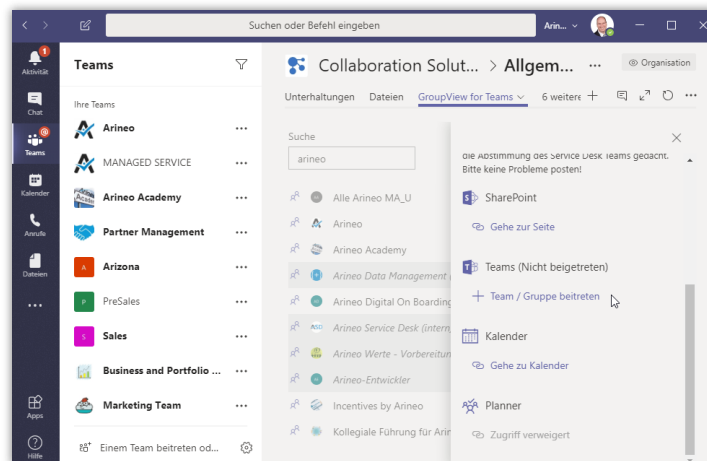 Suchen oder Befehl eingeben
Arin...
1
Aktivität
Chat
Teams
Kalender
Anrufe
Dateien
Apps
Hilfe
Teams
Ihre Teams
Arineo
MANAGED SERVICE
Arineo Academy
Partner Management
A Arizona
P PreSales
S Sales
Business and Portfolio ...
Marketing Team
Einem Team beitreten od...
Collaboration Solut... > Allgem... ...
Organisation
Unterhaltungen Dateien GroupView for Teams 6 weitere +
Suche
arineo
Alle Arineo MA_U
Arineo
Arineo Academy
Arineo Data Management
Arineo Digital On Boarding
ASD Arineo Service Desk (intern
Arineo Werte - Vorbereitun
Arineo-Entwickler
Incentives by Arineo
Kollegiale Führung für Arin
die Abstimmung des Service Desk Teams gedacht.
Bitte keine Probleme posten!
SharePoint
Gehe zur Seite
Teams (Nicht beigetreten)
+ Team / Gruppe beitreten
Kalender
Gehe zu Kalender
Planner
Zugriff verweigert